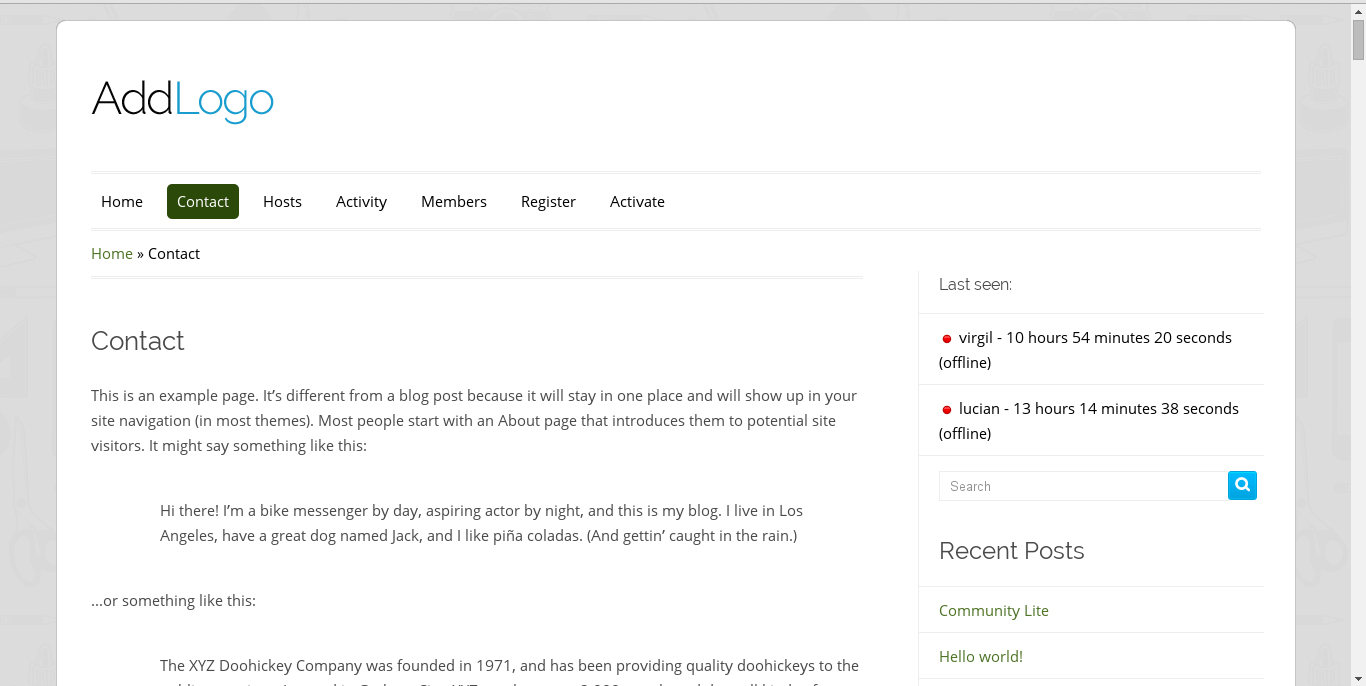 AddLogo
Home Contact Hosts Activity Members Register Activate
Home » Contact
Contact
This is an example page. It’s different from a blog post because it will stay in one place and will show up in your
site navigation (in most themes). Most people start with an About page that introduces them to potential site
visitors. It might say something like this:
Hi there! I’m a bike messenger by day, aspiring actor by night, and this is my blog. I live in Los
Angeles, have a great dog named Jack, and I like piña coladas. (And gettin’ caught in the rain.)
...or something like this:
The XYZ Doohickey Company was founded in 1971, and has been providing quality doohickeys to the
Last seen:
virgil - 10 hours 54 minutes 20 seconds
(offline)
lucian - 13 hours 14 minutes 38 seconds
(offline)
Search
Recent Posts
Community Lite
Hello world!